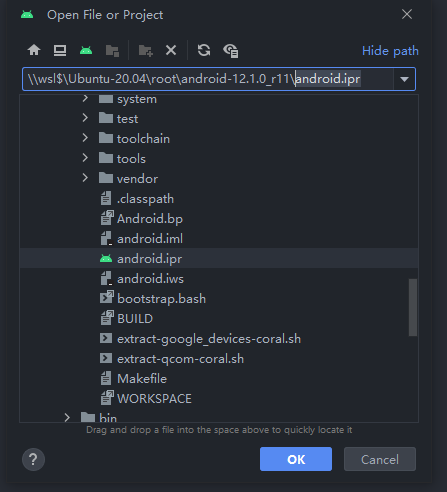 Open File or Project
Hide path
\\wsl$\Ubuntu-20.04\root\android-12.1.0_r11\android.ipr
system
test
toolchain
tools
vendor
.classpath
Android.bp
android.iml
android.ipr
android.iws
bootstrap.bash
BUILD
extract-google_devices-coral.sh
extract-qcom-coral.sh
Makefile
WORKSPACE
bin
Drag and drop a file into the space above to quickly locate it
?
OK
Cancel